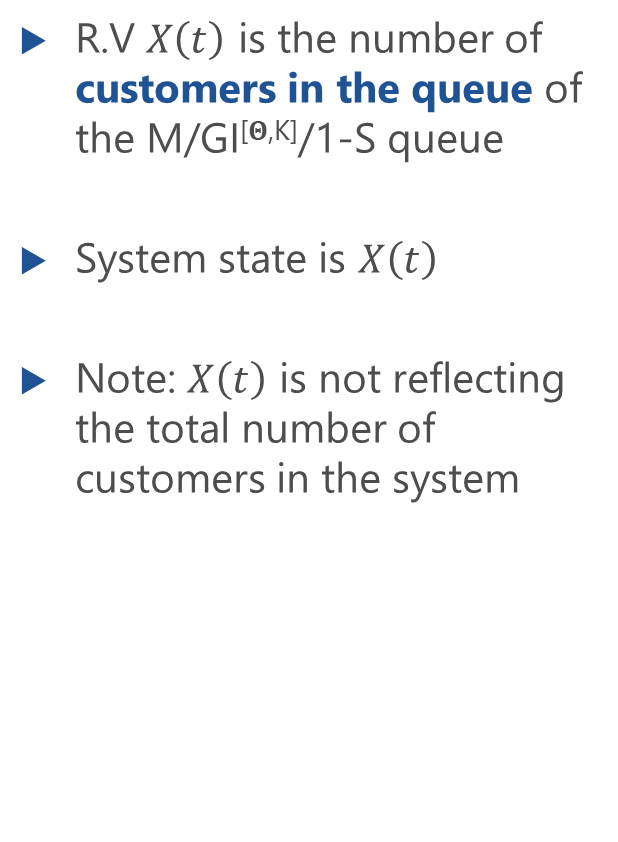 ▶ R.V X(t) is the number of
customers in the queue of
the M/GI[Θ,K]/1-S queue
▶ System state is X(t)
▶ Note: X(t) is not reflecting
the total number of
customers in the system